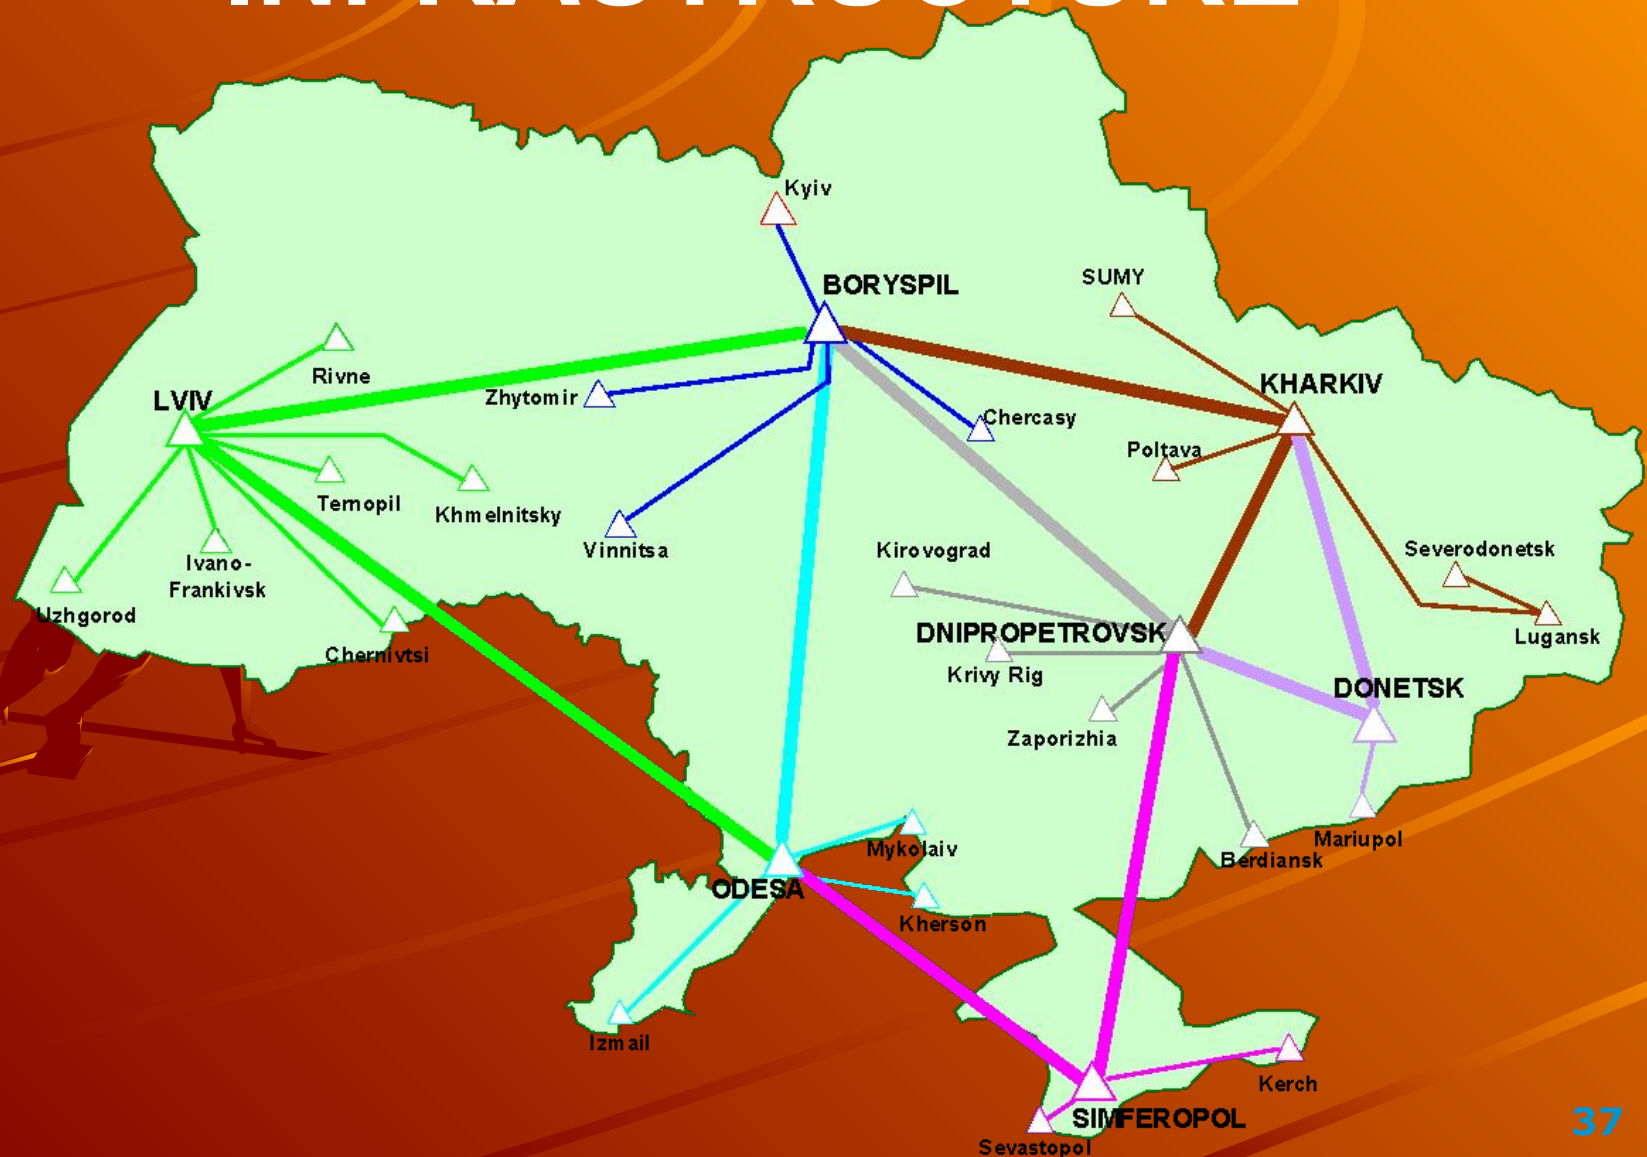 INFRASTRUCTURE
Kyiv
BORYSPIL
SUMY
Rivne
LVIV
Zhytomir
KHARKIV
Chercasy
Poltava
Ternopil
Khmelnitsky
Vinnitsa
Kirovograd
Severodonetsk
Ivano-
Frankivsk
Uzhgorod
Lugansk
DNIPROPETROVSK
Chernivtsi
Krivy Rig
DONETSK
Zaporizhia
Mariupol
Berdiansk
Mykolaiv
ODESA
Kherson
Izmail
Kerch
SIMFEROPOL
37
Sevastopol